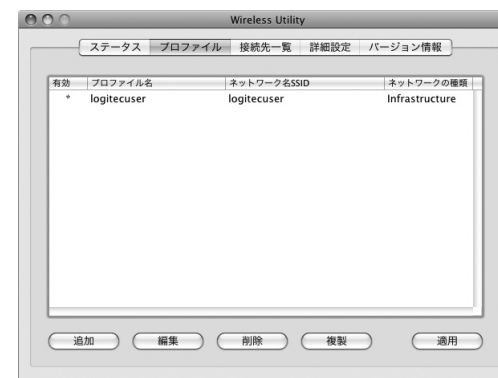 Wireless Utility
ステータス プロファイル 接続先一覧 詳細設定 バージョン情報
有効 プロファイル名 ネットワーク名SSID ネットワークの種類
* logitecuser logitecuser Infrastructure
追加 編集 削除 複製 適用